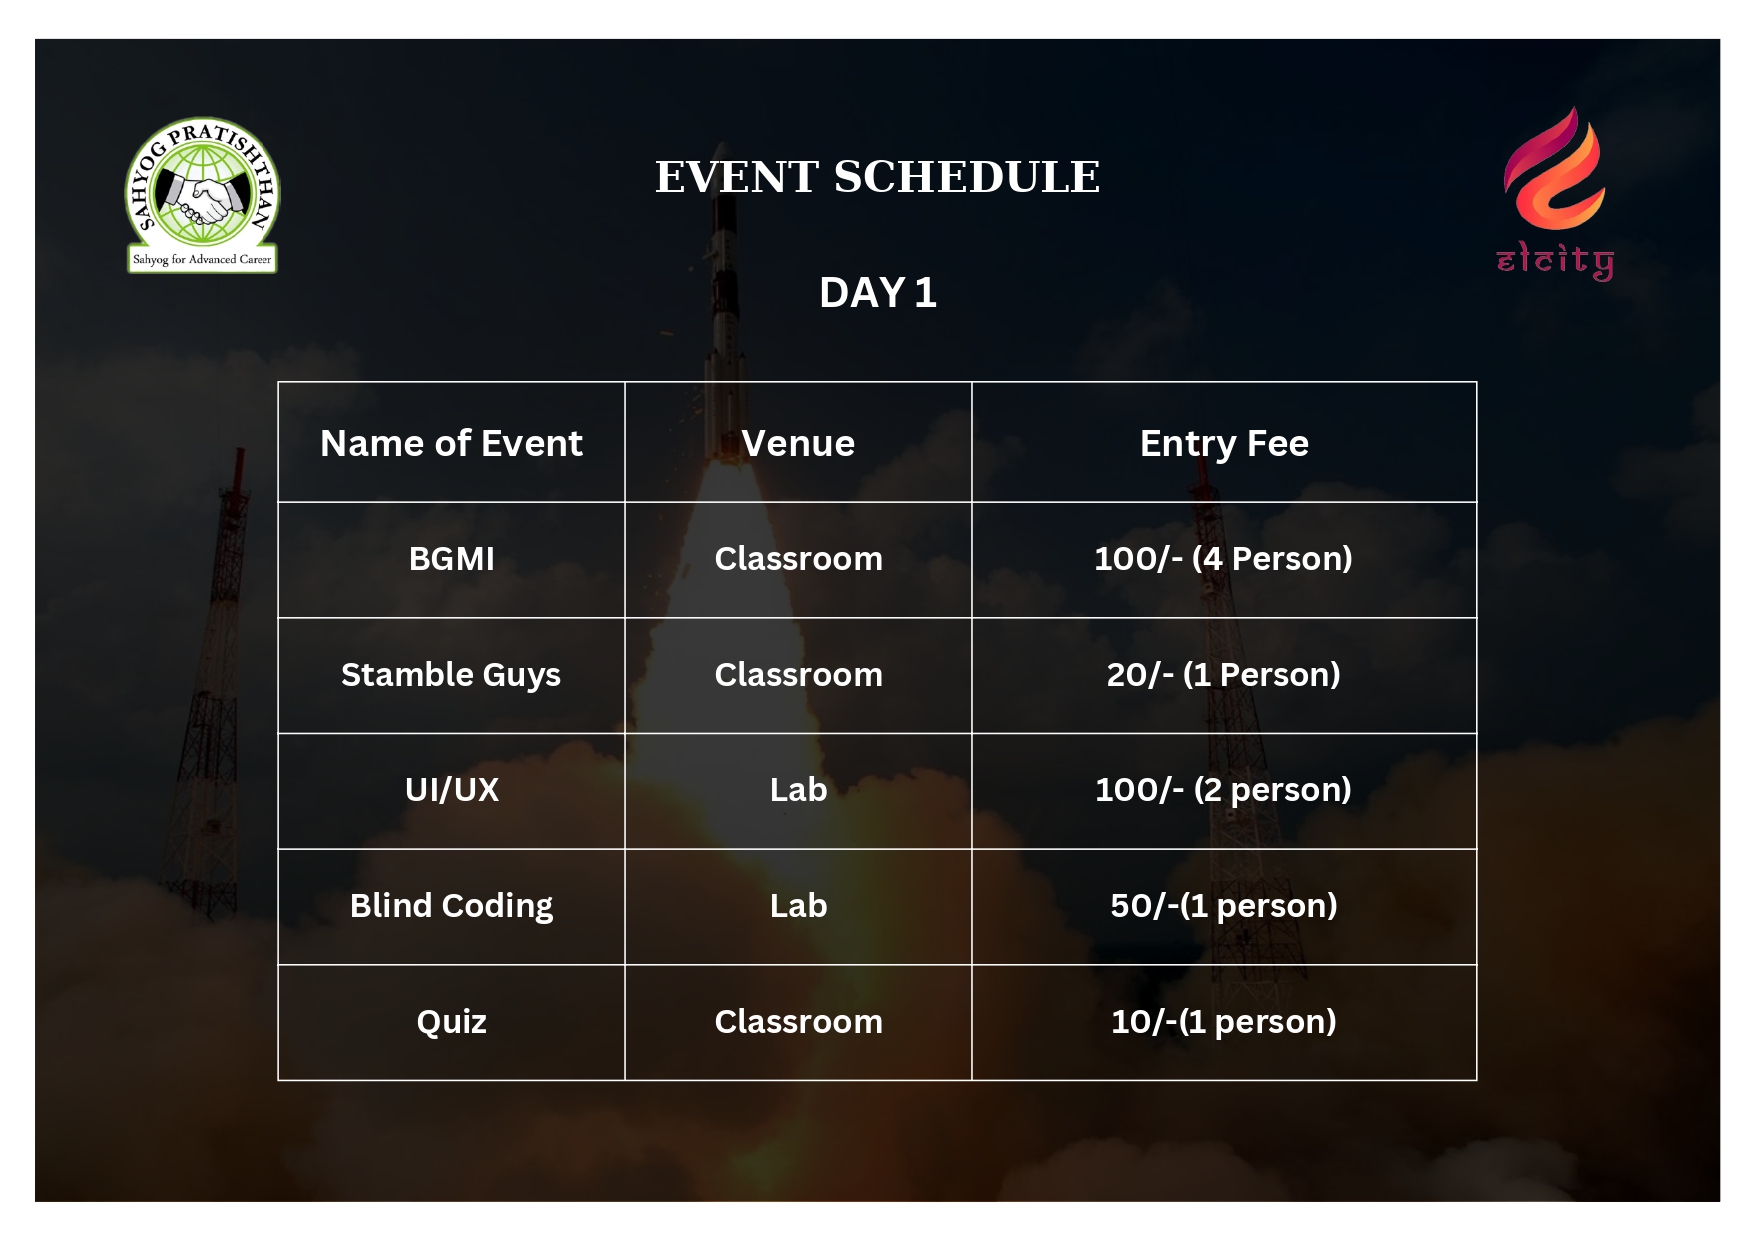 SAHYOG PRATISHTHAN
Sahyog for Advanced Career
EVENT SCHEDULE
elcity
DAY 1
Name of Event Venue Entry Fee
BGMI Classroom 100/- (4 Person)
Stamble Guys Classroom 20/- (1 Person)
UI/UX Lab 100/- (2 person)
Blind Coding Lab 50/-(1 person)
Quiz Classroom 10/-(1 person)